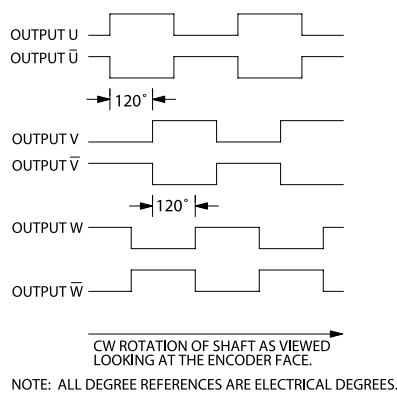 OUTPUT U
OUTPUT U̅
120°
OUTPUT V
OUTPUT V̅
120°
OUTPUT W
OUTPUT W̅
CW ROTATION OF SHAFT AS VIEWED
LOOKING AT THE ENCODER FACE.
NOTE: ALL DEGREE REFERENCES ARE ELECTRICAL DEGREES.